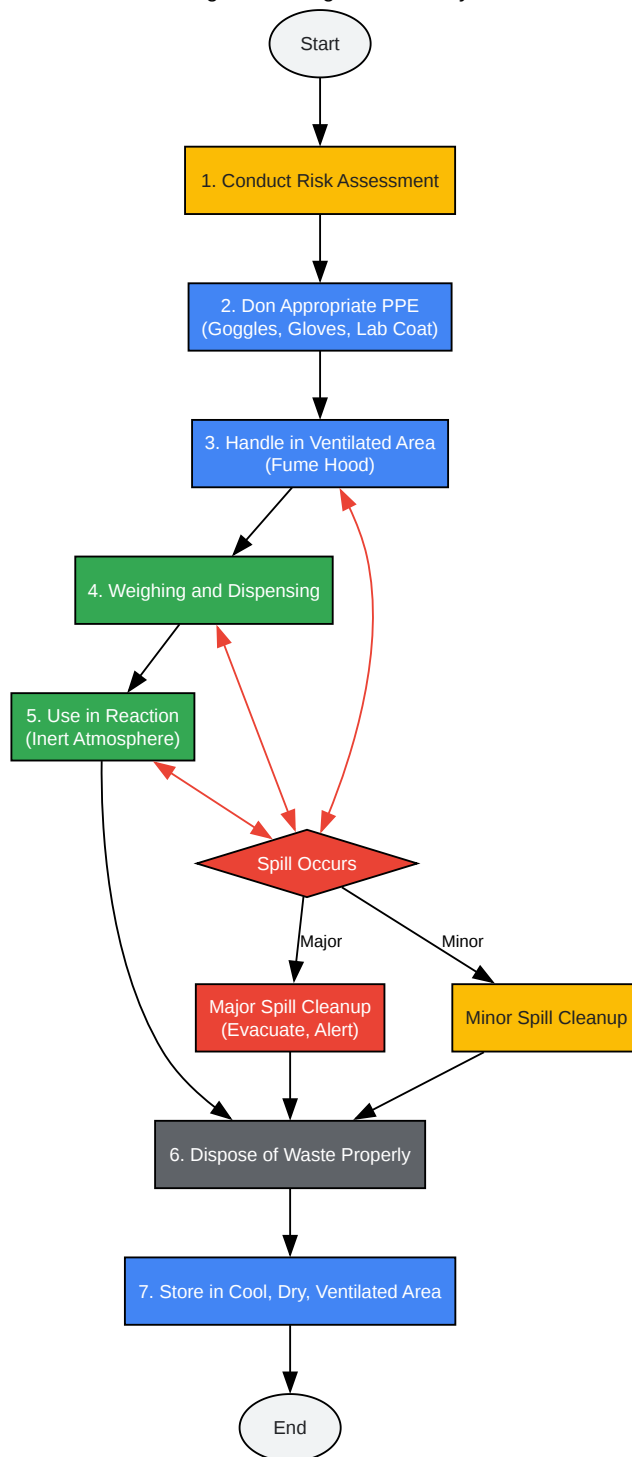 Start
1. Conduct Risk Assessment
2. Don Appropriate PPE
(Goggles, Gloves, Lab Coat)
3. Handle in Ventilated Area
(Fume Hood)
4. Weighing and Dispensing
5. Use in Reaction
(Inert Atmosphere)
Spill Occurs
Major
Minor
Major Spill Cleanup
(Evacuate, Alert)
Minor Spill Cleanup
6. Dispose of Waste Properly
7. Store in Cool, Dry, Ventilated Area
End